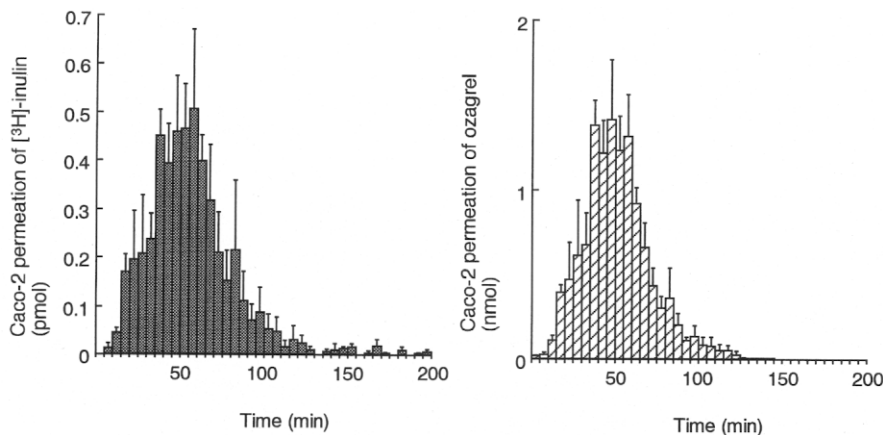 0.7
0.6
0.5
0.4
0.3
0.2
0.1
0
Caco-2 permeation of [³H]-inulin
(pmol)
50 100 150 200
Time (min)
2
1
0
Caco-2 permeation of ozagrel
(nmol)
50 100 150 200
Time (min)